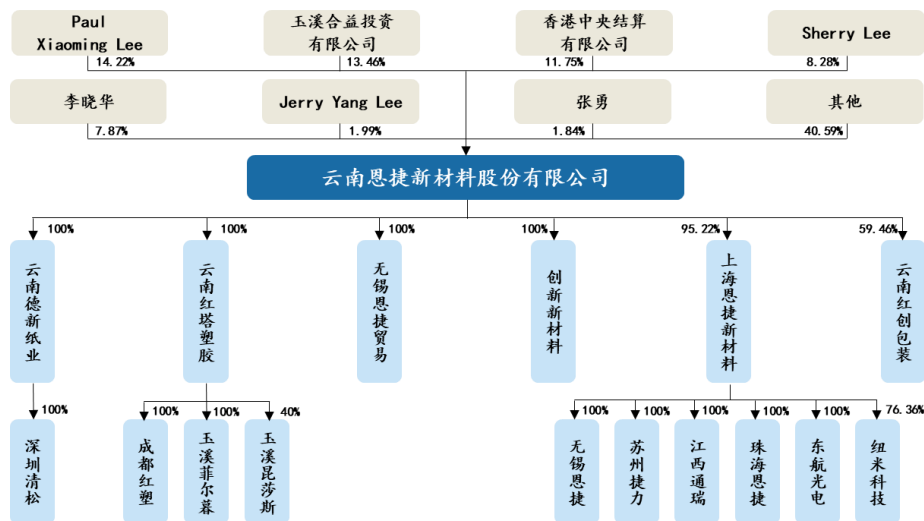 Paul
Xiaoming Lee
玉溪合益投资
有限公司
香港中央结算
有限公司
Sherry Lee
14.22%
13.46%
11.75%
8.28%
李晓华
Jerry Yang Lee
张勇
其他
7.87%
1.99%
1.84%
40.59%
云南恩捷新材料股份有限公司
100%
100%
100%
100%
95.22%
59.46%
云南德新纸业
云南红塔塑胶
无锡恩捷贸易
创新新材料
上海恩捷新材料
云南红创包装
100%
100%
100%
40%
100%
100%
100%
100%
100%
76.36%
深圳清松
成都红塑
玉溪菲尔暮
玉溪昆莎斯
无锡恩捷
苏州捷力
江西通瑞
珠海恩捷
东航光电
纽米科技